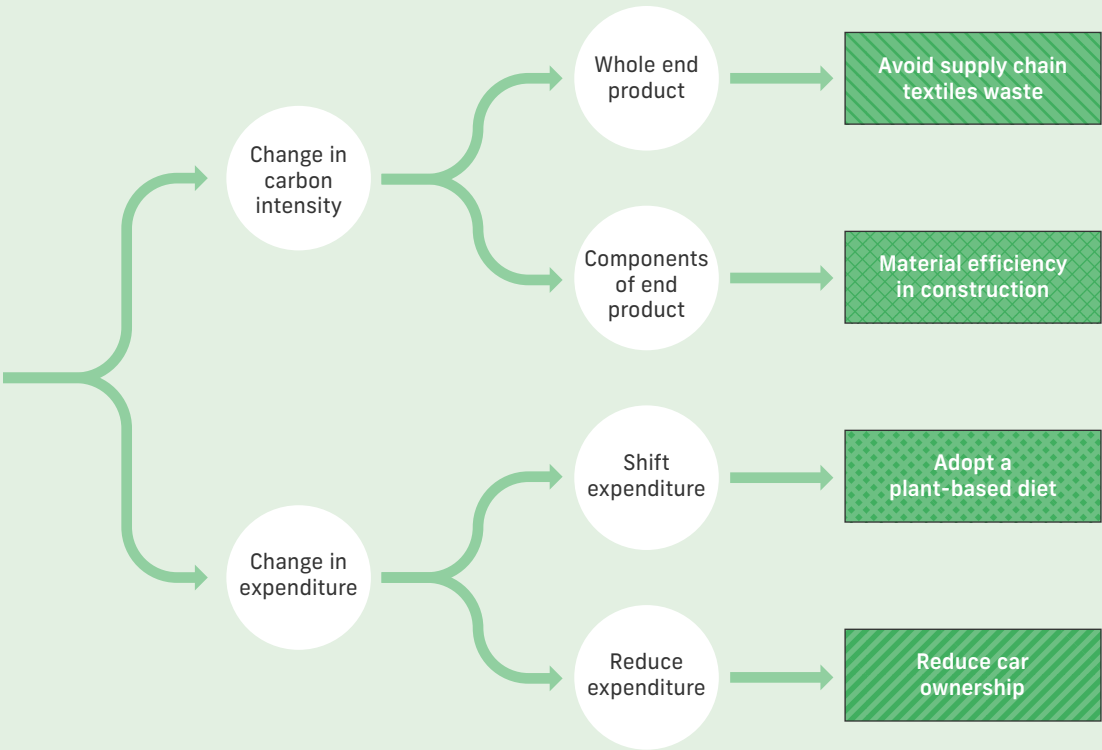 Whole end
product
Avoid supply chain
textiles waste
Change in
carbon
intensity
Components
of end
product
Material efficiency
in construction
Shift
expenditure
Adopt a
plant-based diet
Change in
expenditure
Reduce
expenditure
Reduce car
ownership